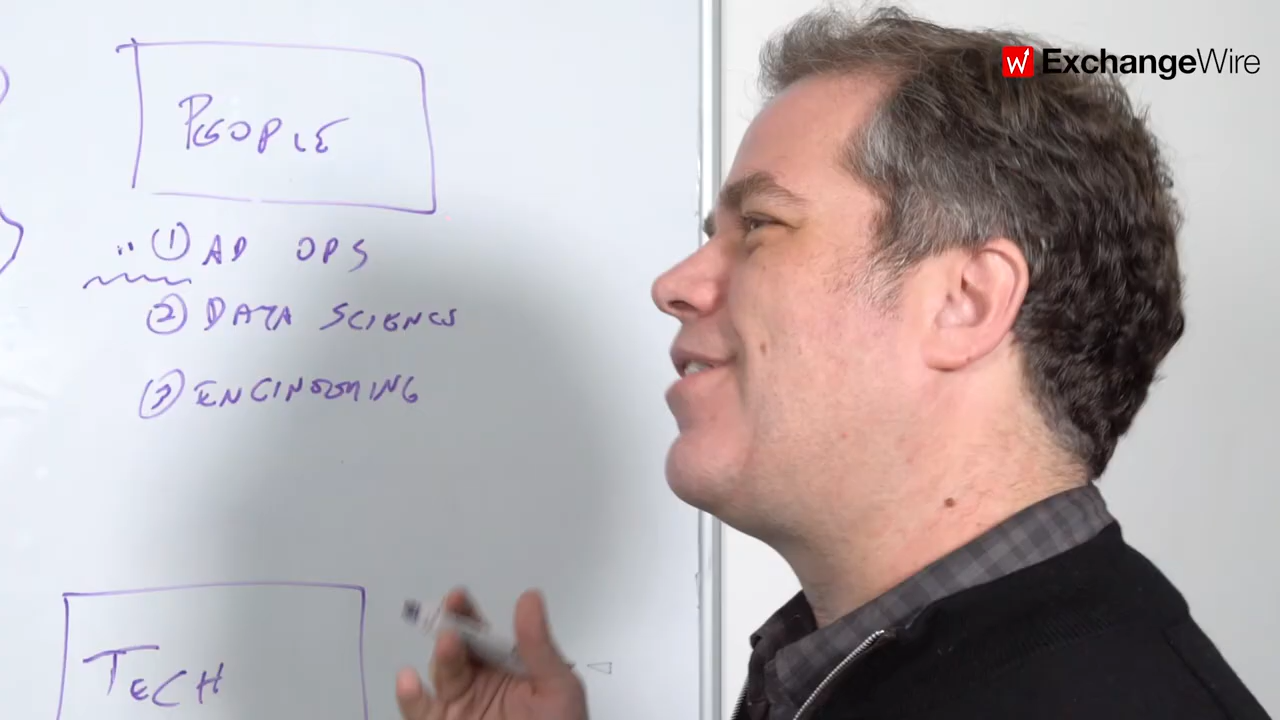 ExchangeWire
PEOPLE
① AD OPS
② DATA SCIENCE
③ ENGINEERING
TECH